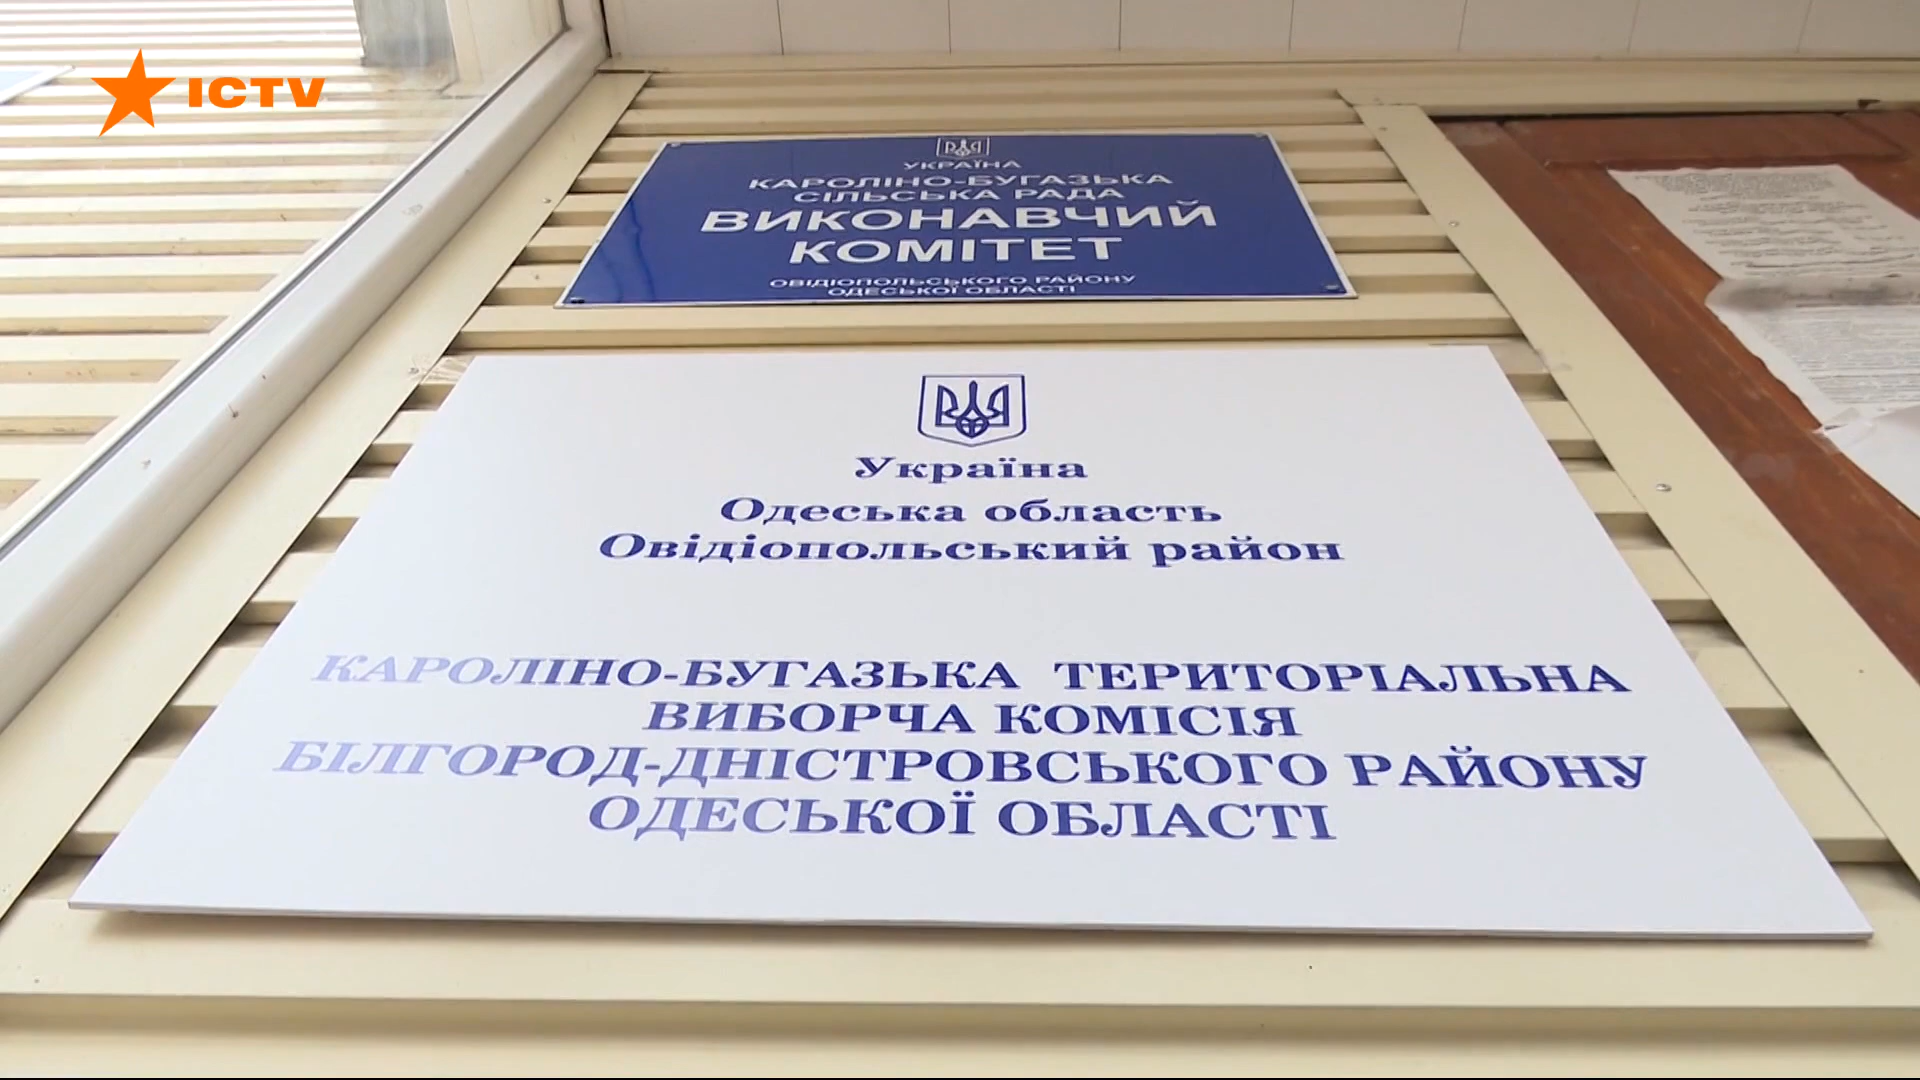 ICTV
УКРАЇНА
КАРОЛІНО-БУГАЗЬКА
СІЛЬСЬКА РАДА
ВИКОНАВЧИЙ
КОМІТЕТ
ОВІДІОПОЛЬСЬКОГО РАЙОНУ
ОДЕСЬКОЇ ОБЛАСТІ
Україна
Одеська область
Овідіопольський район
КАРОЛІНО-БУГАЗЬКА ТЕРИТОРІАЛЬНА
ВИБОРЧА КОМІСІЯ
БІЛГОРОД-ДНІСТРОВСЬКОГО РАЙОНУ
ОДЕСЬКОЇ ОБЛАСТІ